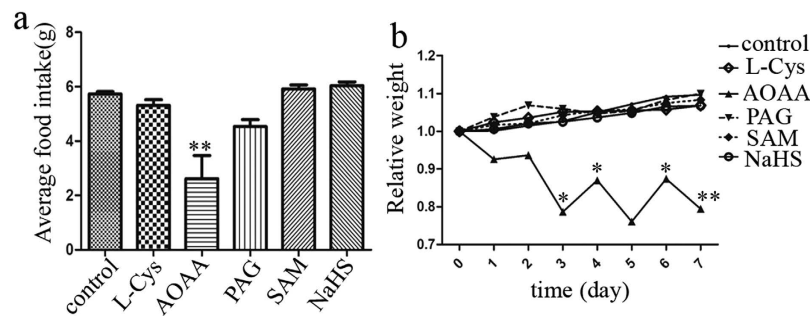 a
Average food intake(g)
8
6
4
2
0
**
control
L-Cys
AOAA
PAG
SAM
NaHS
b
Relative weight
1.2
1.1
1.0
0.9
0.8
0.7
* * * **
0 1 2 3 4 5 6 7
time (day)
control
L-Cys
AOAA
PAG
SAM
NaHS